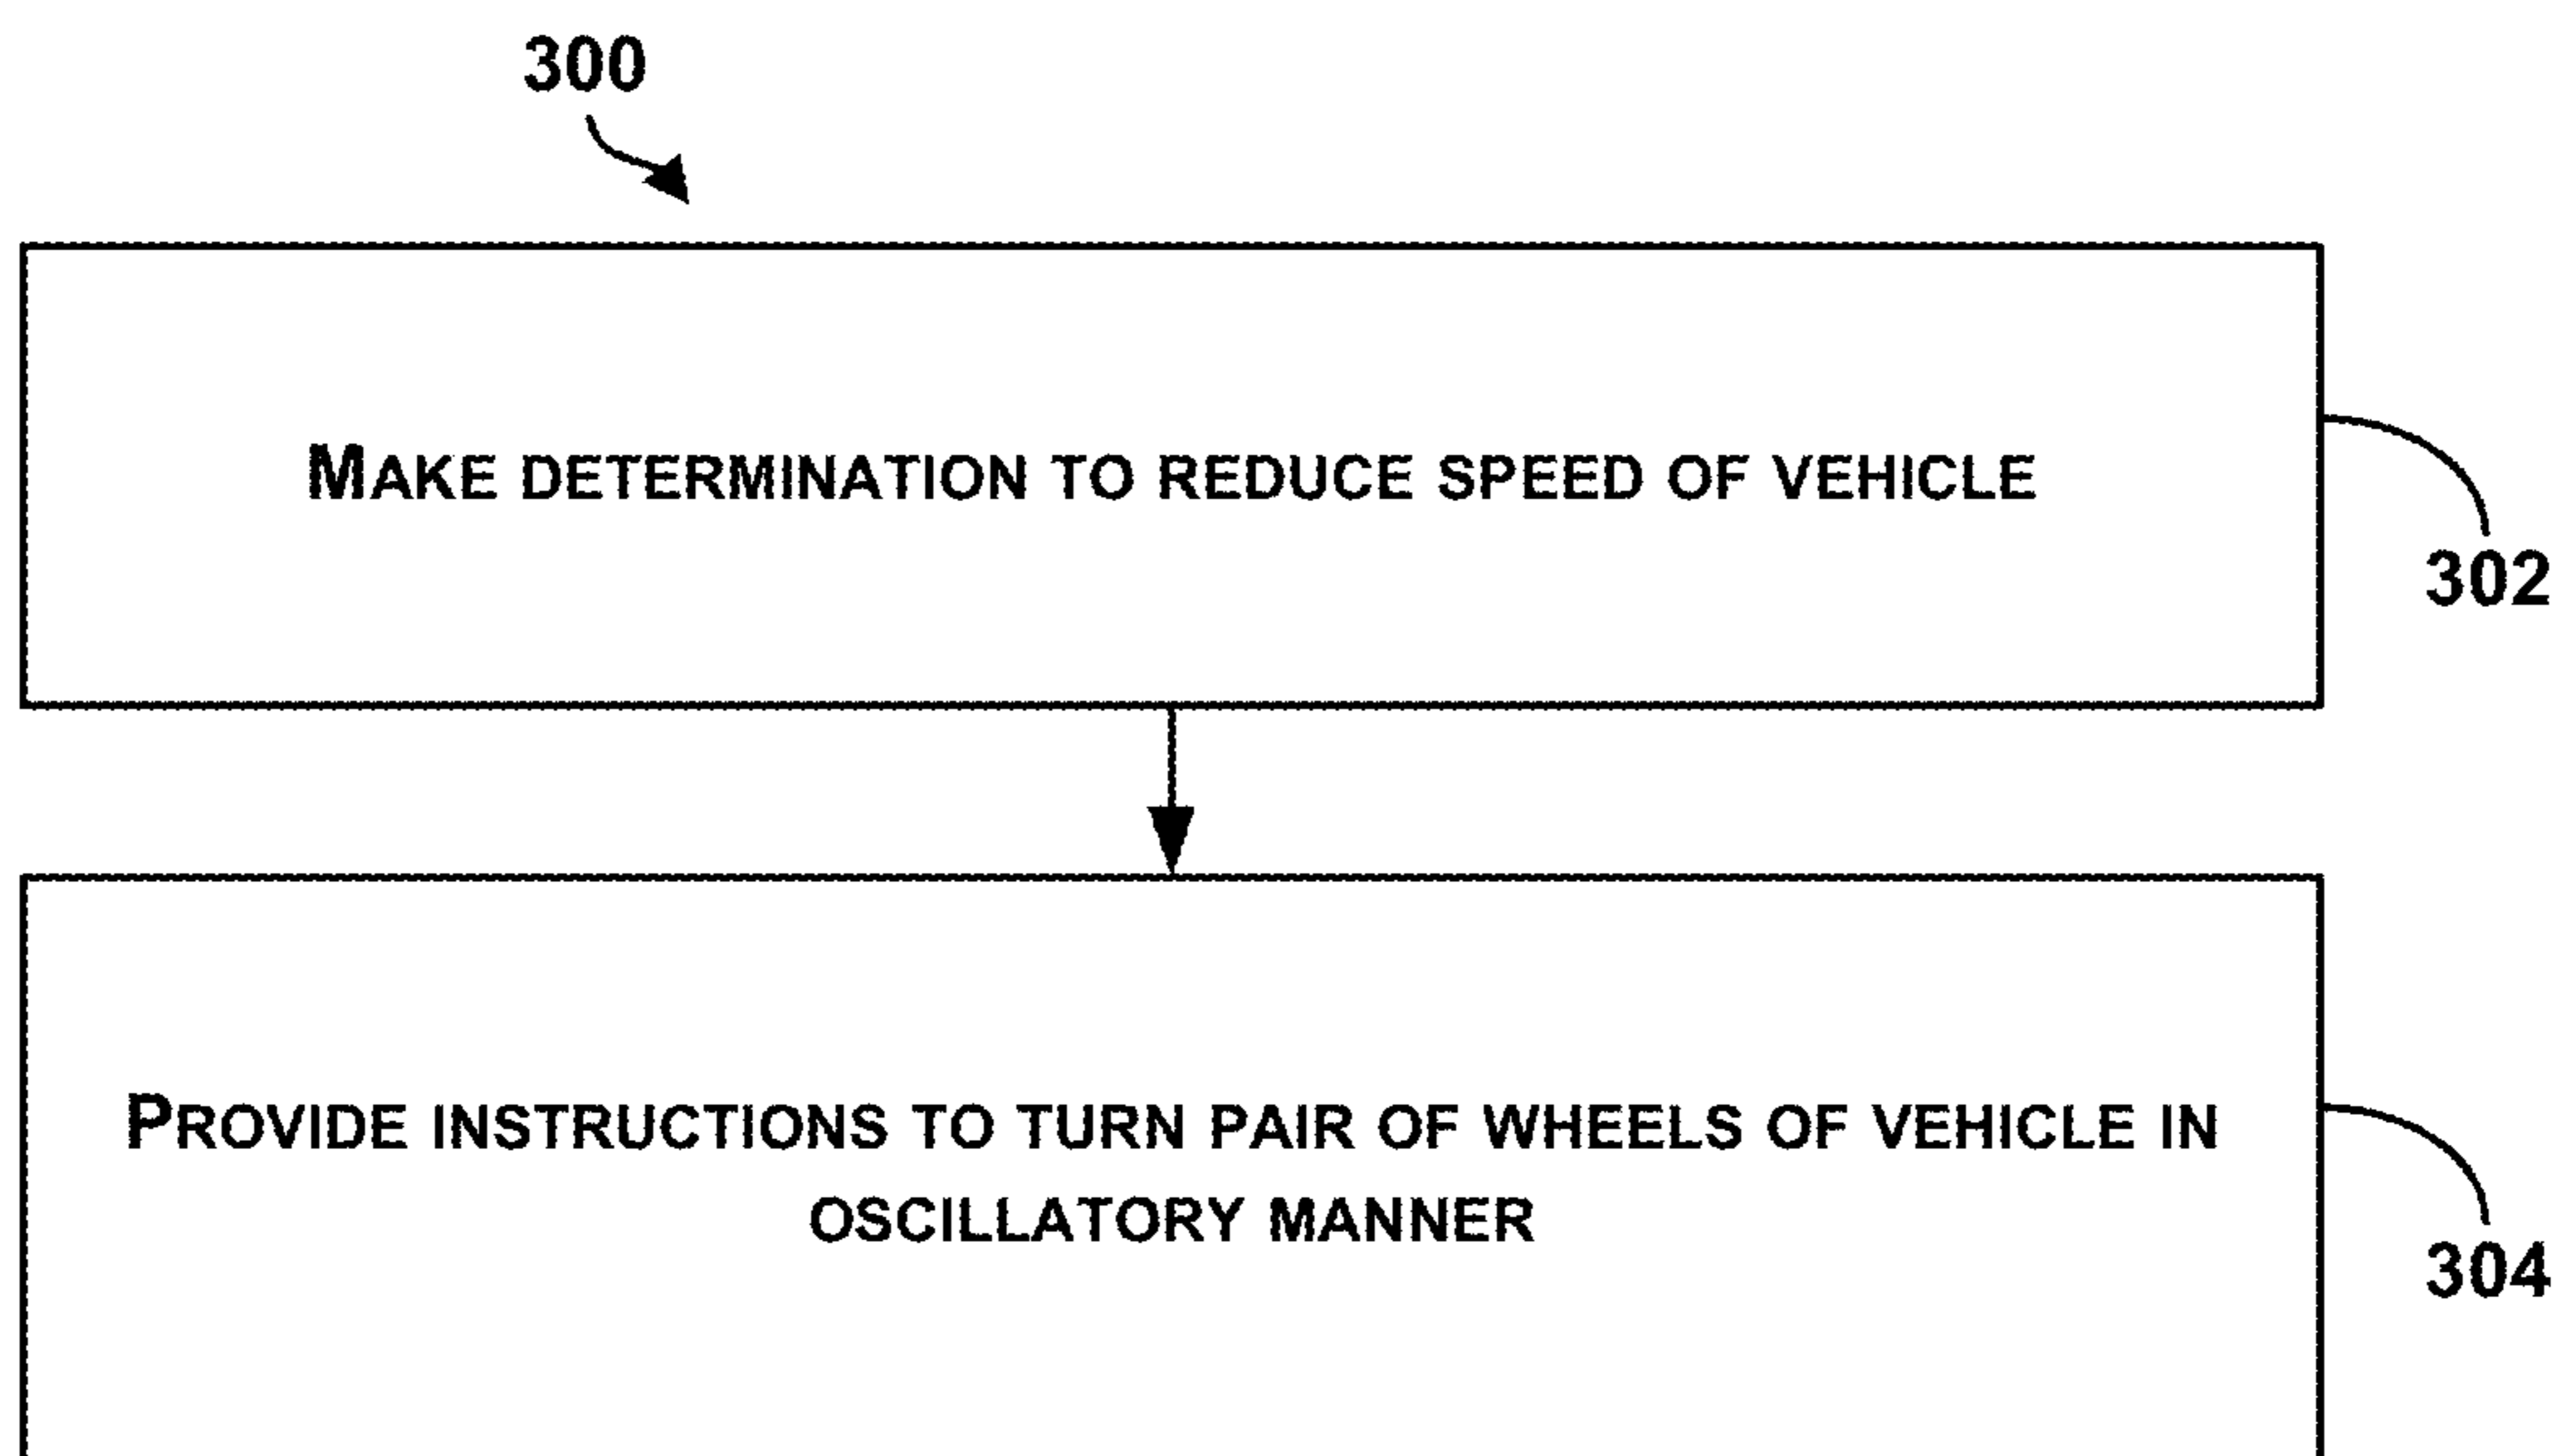 300
MAKE DETERMINATION TO REDUCE SPEED OF VEHICLE
302
PROVIDE INSTRUCTIONS TO TURN PAIR OF WHEELS OF VEHICLE IN
OSCILLATORY MANNER
304